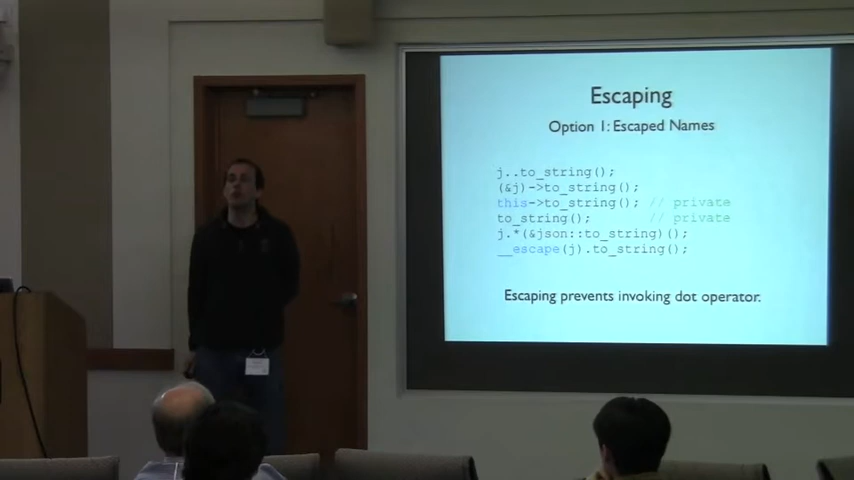 Escaping
Option 1: Escaped Names
j..to_string();
(&j)->to_string();
this->to_string(); // private
to_string(); // private
j.*(&json::to_string)();
__escape(j).to_string();
Escaping prevents invoking dot operator.